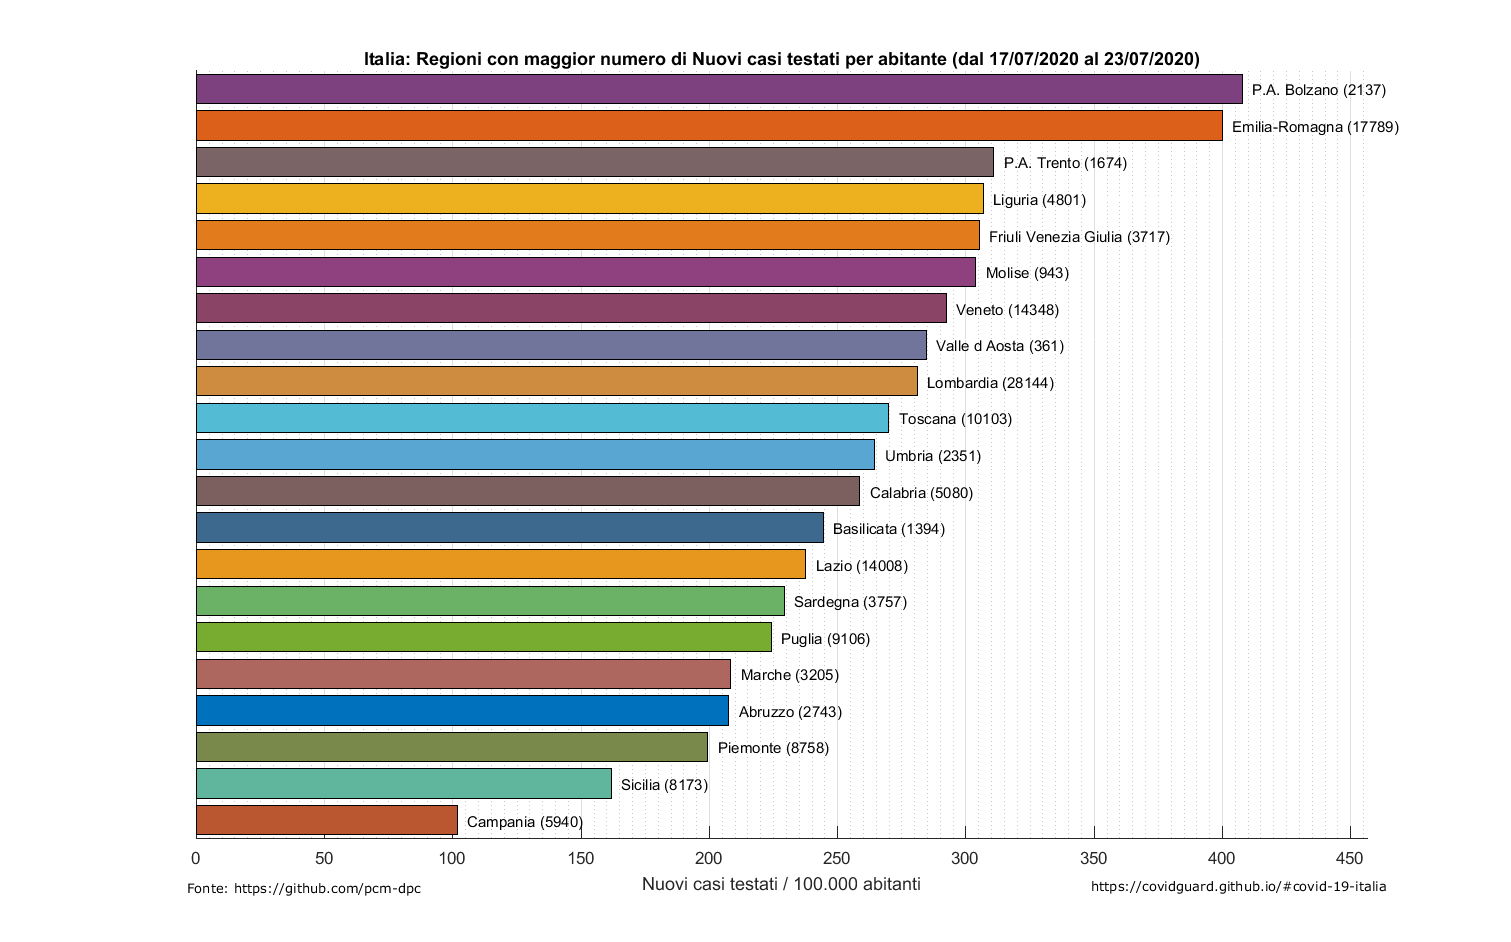 Italia: Regioni con maggior numero di Nuovi casi testati per abitante (dal 17/07/2020 al 23/07/2020)
P.A. Bolzano (2137)
Emilia-Romagna (17789)
P.A. Trento (1674)
Liguria (4801)
Friuli Venezia Giulia (3717)
Molise (943)
Veneto (14348)
Valle d Aosta (361)
Lombardia (28144)
Toscana (10103)
Umbria (2351)
Calabria (5080)
Basilicata (1394)
Lazio (14008)
Sardegna (3757)
Puglia (9106)
Marche (3205)
Abruzzo (2743)
Piemonte (8758)
Sicilia (8173)
Campania (5940)
0 50 100 150 200 250 300 350 400 450
Nuovi casi testati / 100.000 abitanti
Fonte: https://github.com/pcm-dpc
https://covidguard.github.io/#covid-19-italia